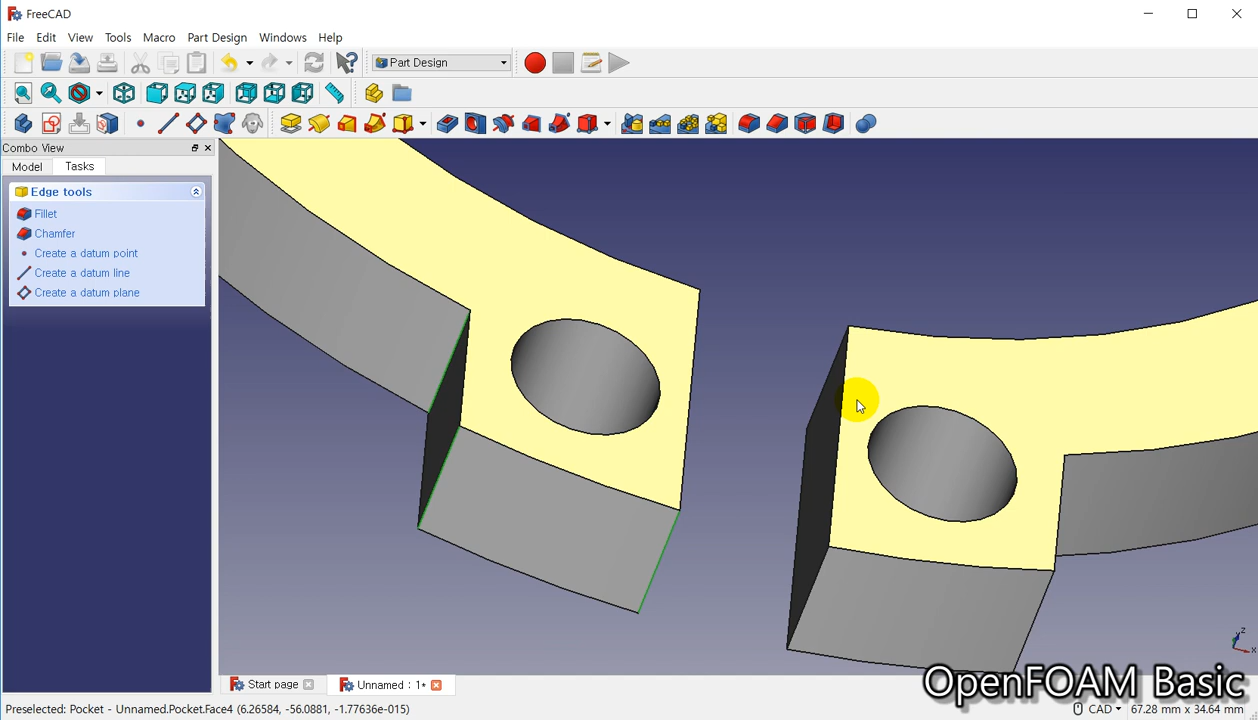 FreeCAD
File Edit View Tools Macro Part Design Windows Help
Part Design
Combo View
Model Tasks
Edge tools
Fillet
Chamfer
Create a datum point
Create a datum line
Create a datum plane
Z
X
Start page Unnamed : 1*
OpenFOAM Basic
Preselected: Pocket - Unnamed.Pocket.Face4 (6.26584, -56.0881, -1.77636e-015) CAD 67.28 mm x 34.64 mm